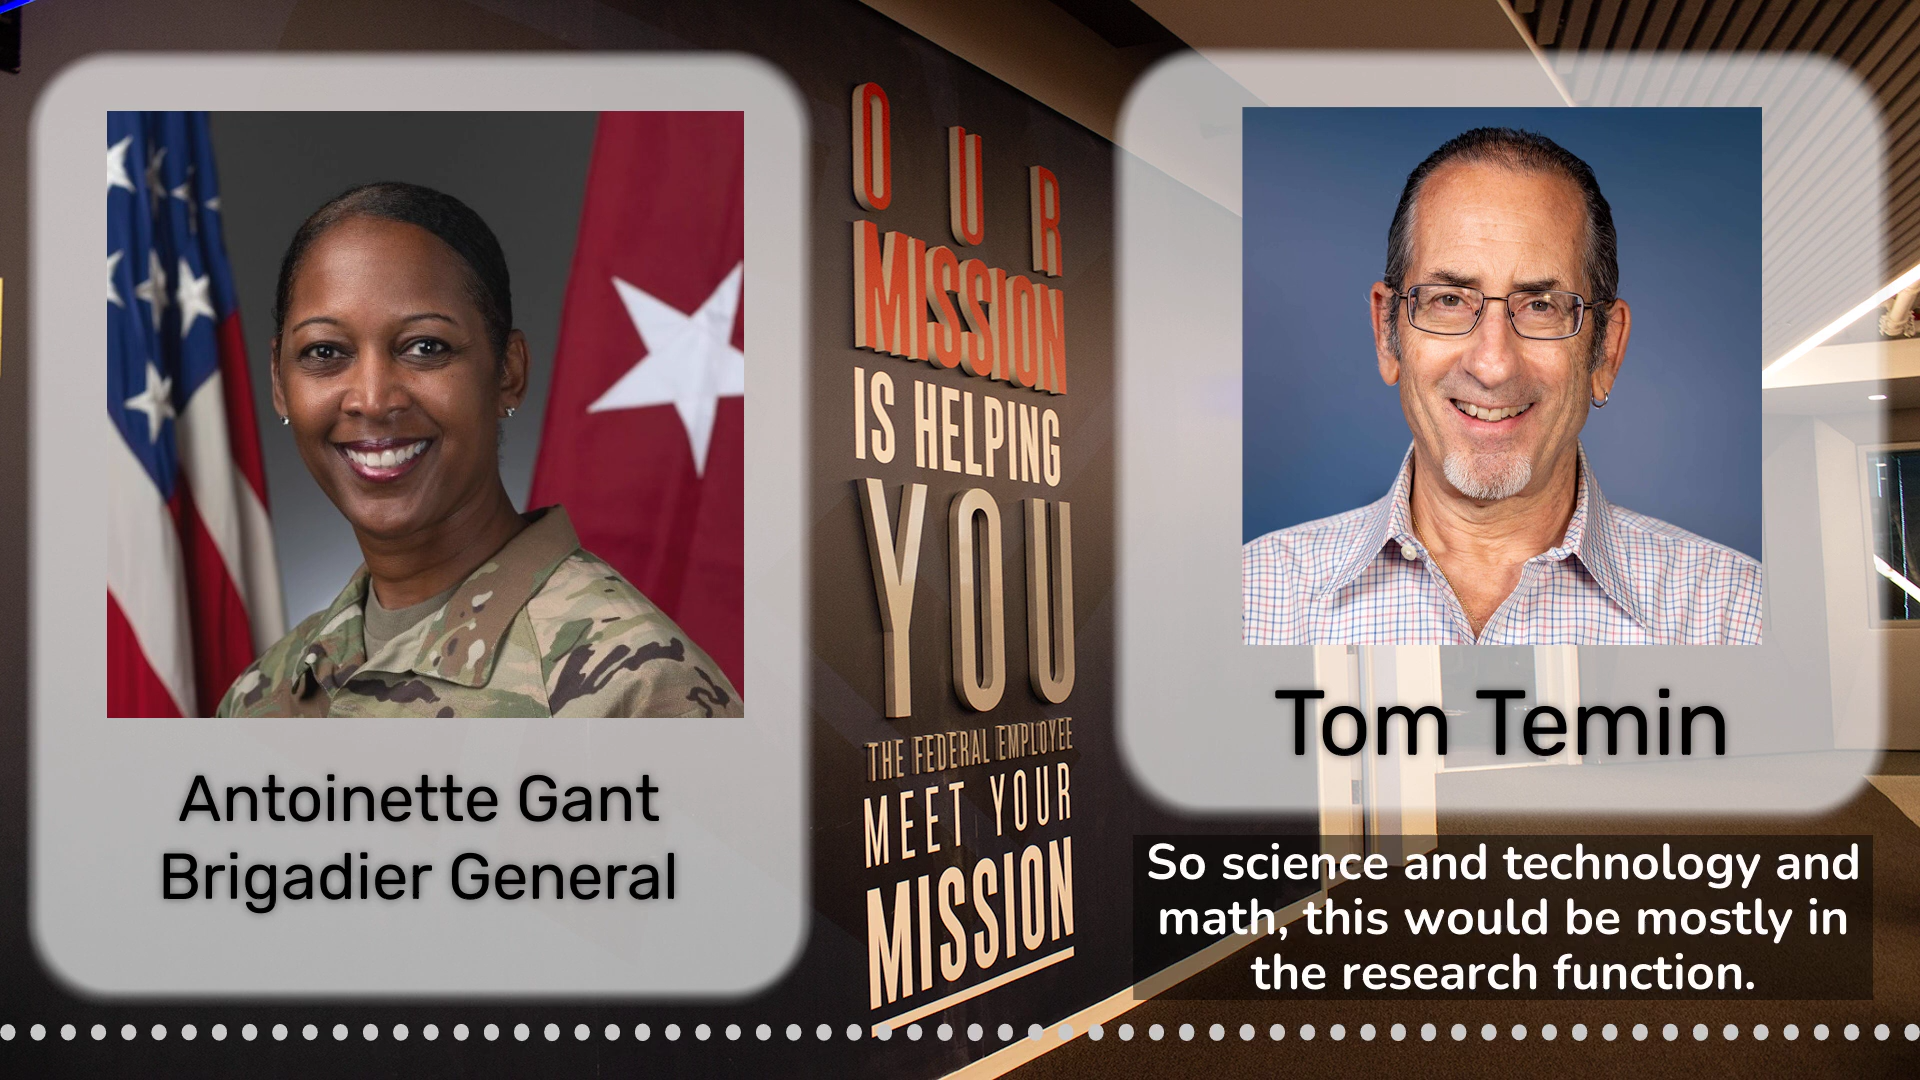 Antoinette Gant
Brigadier General
OUR
MISSION
IS HELPING
YOU
THE FEDERAL EMPLOYEE
MEET YOUR
MISSION
Tom Temin
So science and technology and
math, this would be mostly in
the research function.